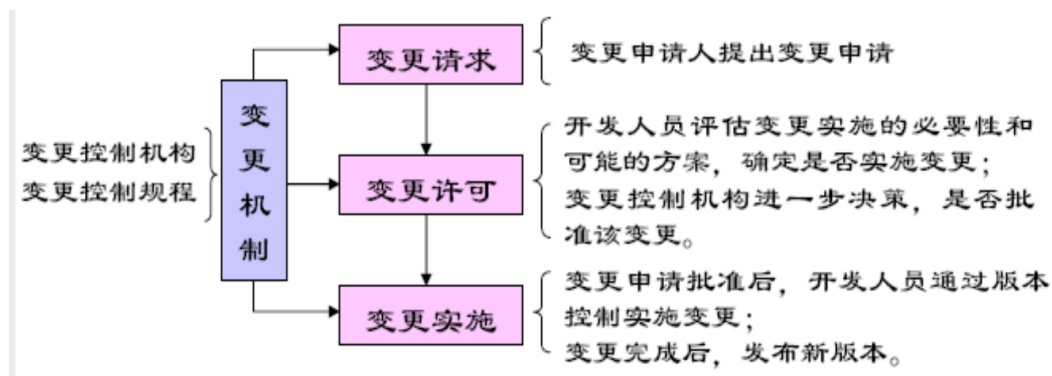 变更控制机构
变更控制规程
变更机制
变更请求
变更申请人提出变更申请
变更许可
开发人员评估变更实施的必要性和
可能的方案，确定是否实施变更；
变更控制机构进一步决策，是否批
准该变更。
变更实施
变更申请批准后，开发人员通过版本
控制实施变更；
变更完成后，发布新版本。